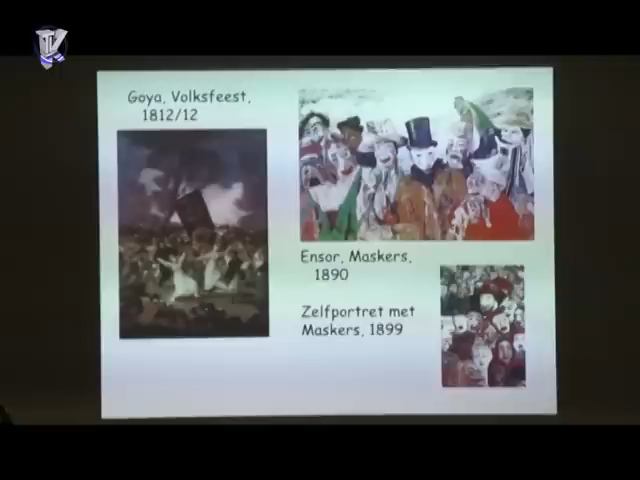 Goya, Volksfeest,
1812/12
Ensor, Maskers,
1890
Zelfportret met
Maskers, 1899